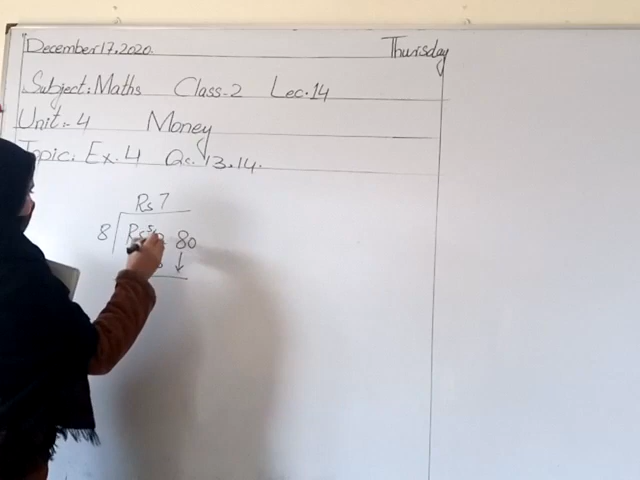 December 17, 2020. Thursday
Subject: Maths Class-2 Lec.14
Unit:- 4 Money
Topic: Ex. 4 Qs. 13.14.
Rs 7
8 Rs 80